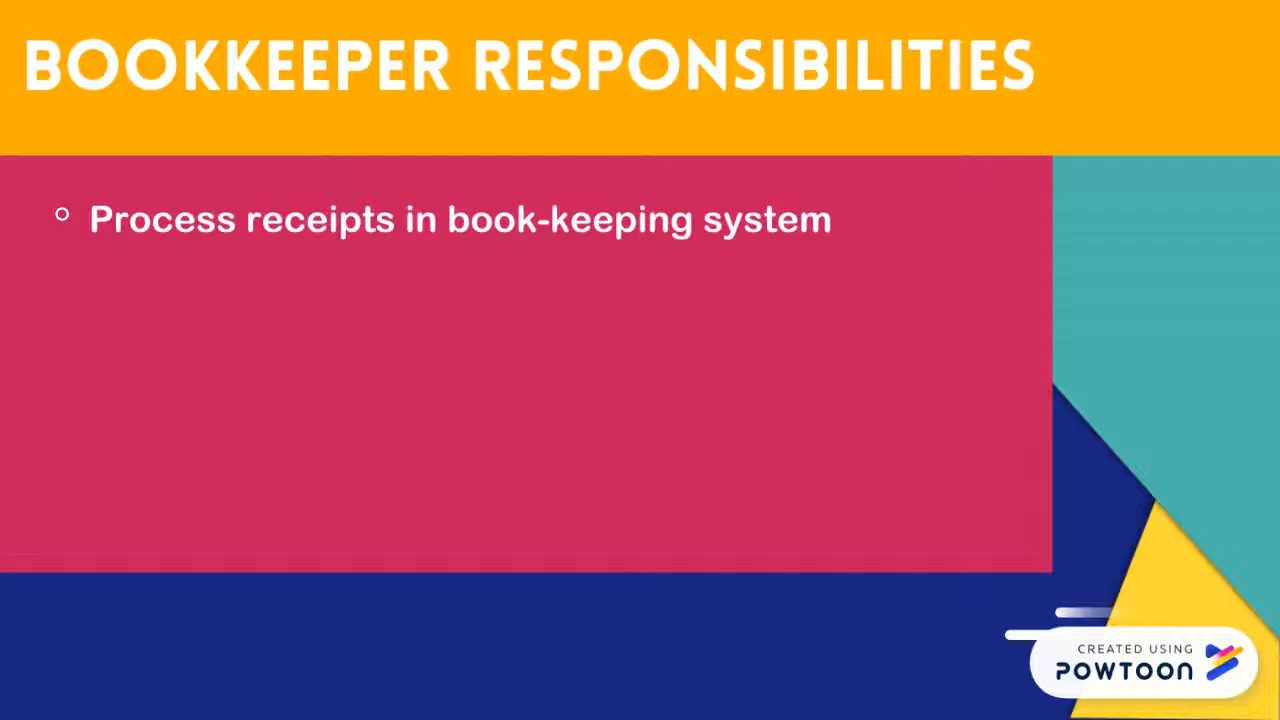 BOOKKEEPER RESPONSIBILITIES
Process receipts in book-keeping system
CREATED USING
POWTOON